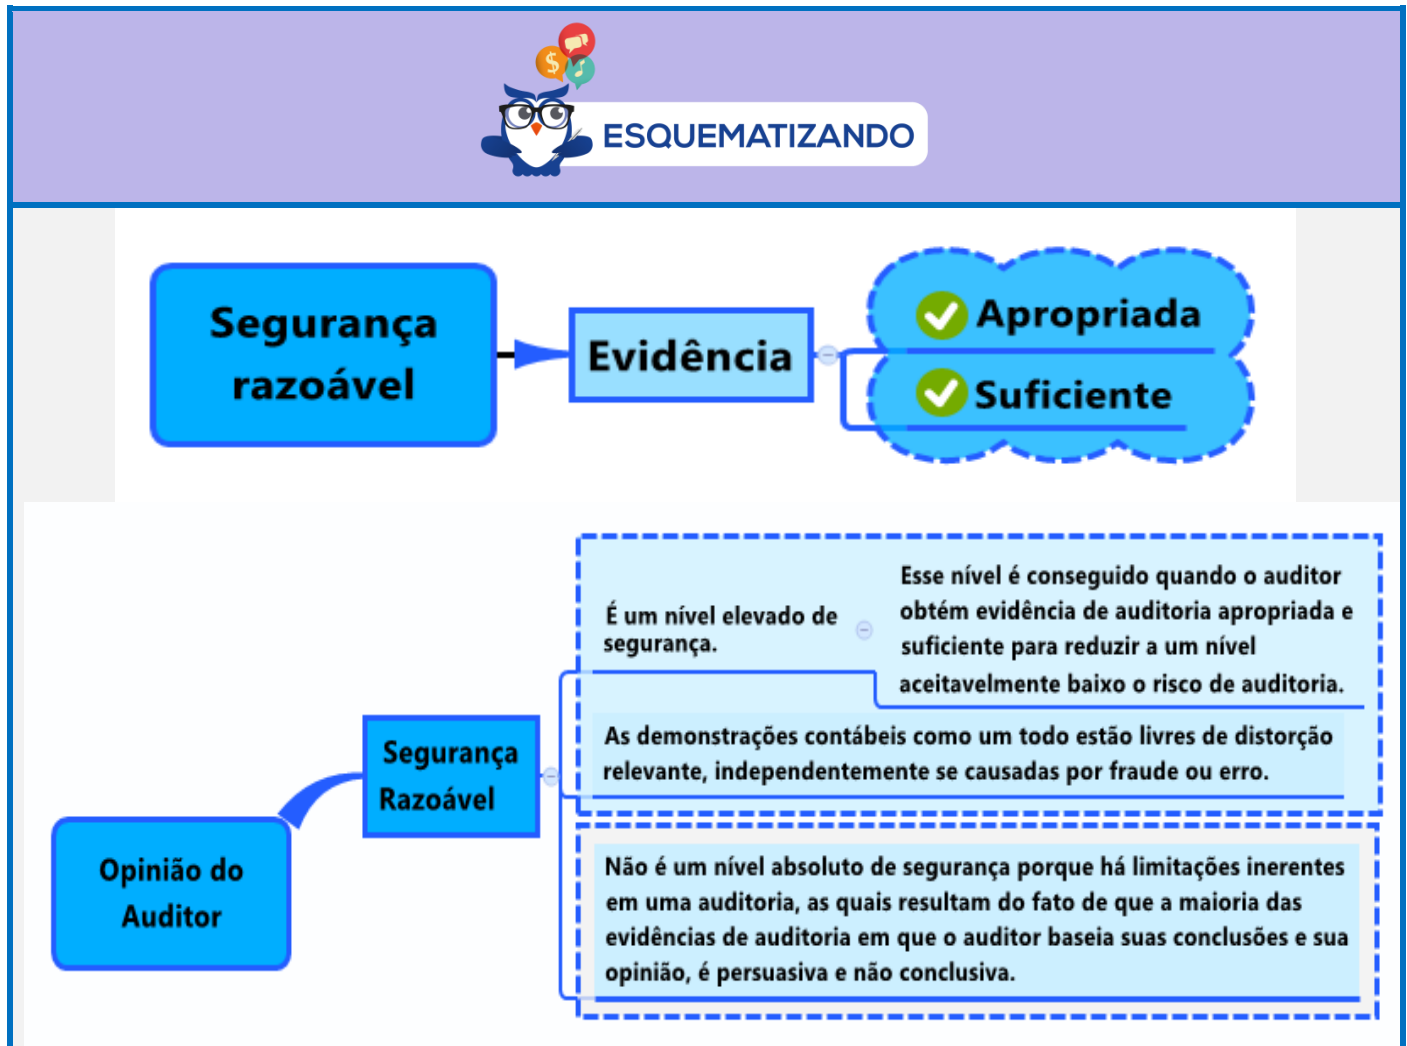 ESQUEMATIZANDO
Segurança
razoável
Evidência
Apropriada
Suficiente
Esse nível é conseguido quando o auditor
obtém evidência de auditoria apropriada e
suficiente para reduzir a um nível
aceitavelmente baixo o risco de auditoria.
É um nível elevado de
segurança.
As demonstrações contábeis como um todo estão livres de distorção
relevante, independentemente se causadas por fraude ou erro.
Segurança
Razoável
Opinião do
Auditor
Não é um nível absoluto de segurança porque há limitações inerentes
em uma auditoria, as quais resultam do fato de que a maioria das
evidências de auditoria em que o auditor baseia suas conclusões e sua
opinião, é persuasiva e não conclusiva.